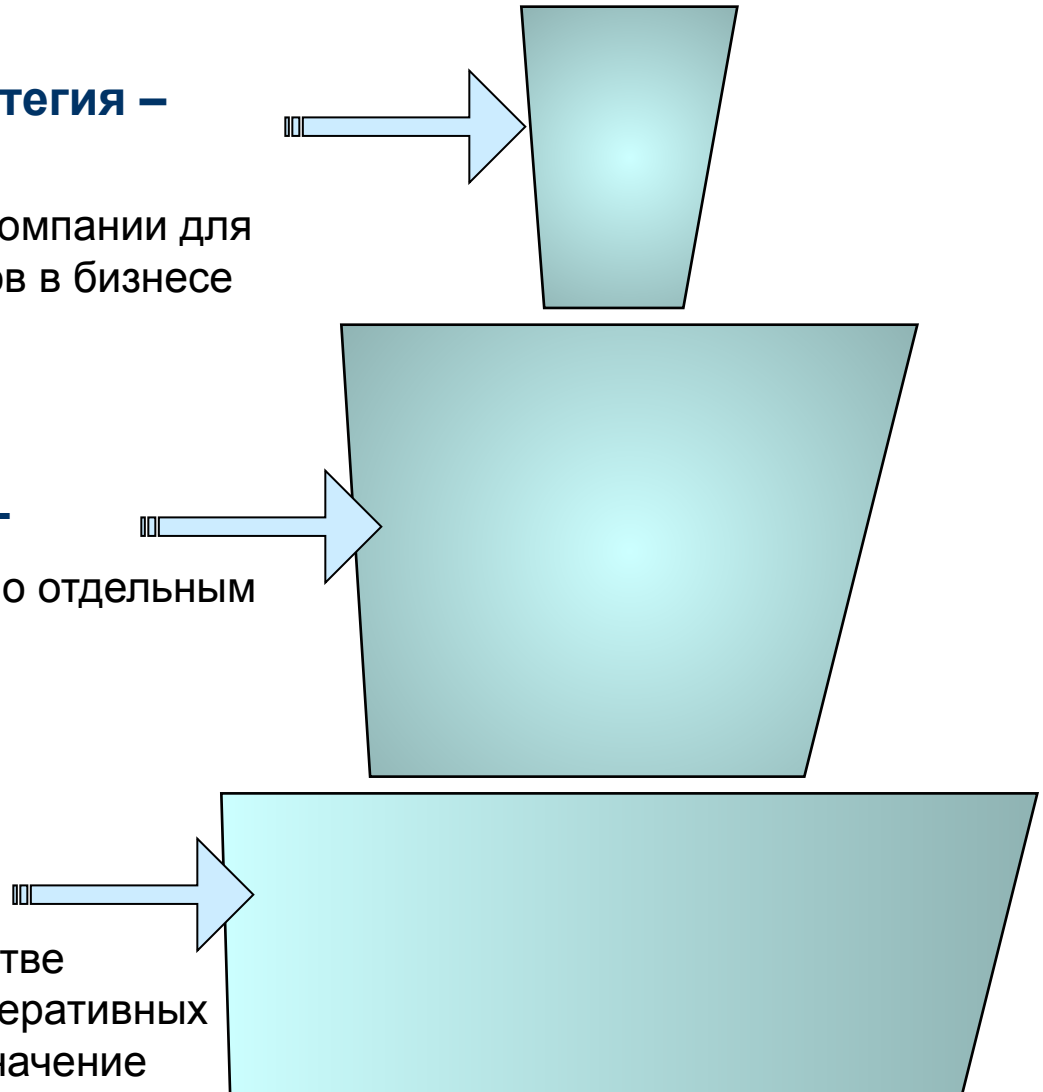 тегия –
омпании для
ов в бизнесе
–
о отдельным
тве
еративных
начение